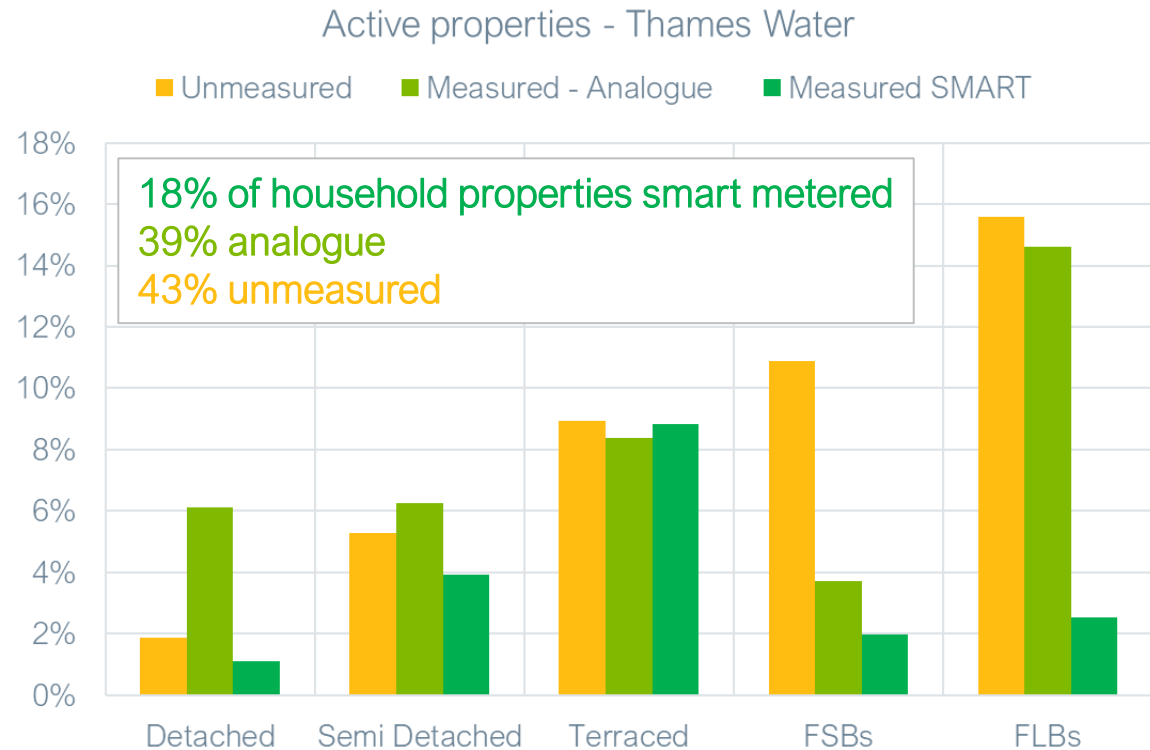 Active properties - Thames Water
Unmeasured Measured - Analogue Measured SMART
18%
16%
14%
12%
10%
8%
6%
4%
2%
0%
18% of household properties smart metered
39% analogue
43% unmeasured
Detached Semi Detached Terraced FSBs FLBs